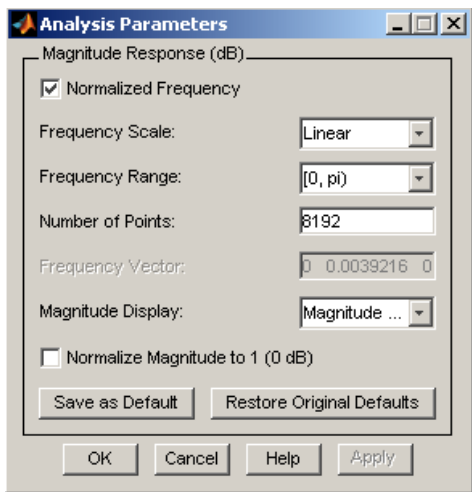 Analysis Parameters
Magnitude Response (dB)
Normalized Frequency
Frequency Scale: Linear
Frequency Range: [0, pi)
Number of Points: 8192
Frequency Vector: 0 0.0039216 0
Magnitude Display: Magnitude ...
Normalize Magnitude to 1 (0 dB)
Save as Default Restore Original Defaults
OK Cancel Help Apply